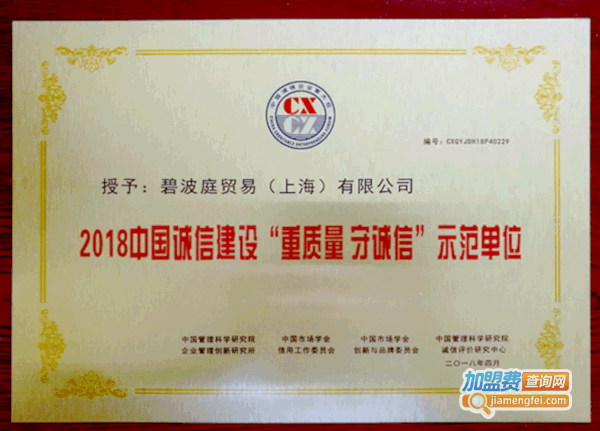 CX
CX
编号：CXQYJDH18P40229
授予：碧波庭贸易（上海）有限公司
2018中国诚信建设“重质量 守诚信”示范单位
中国管理科学研究院 中国市场学会 中国市场学会 中国管理科学研究院
企业管理创新研究所 信用工作委员会 创新与品牌委员会 诚信评价研究中心
二〇一八年四月
加盟费查询网
jiamengfei.com